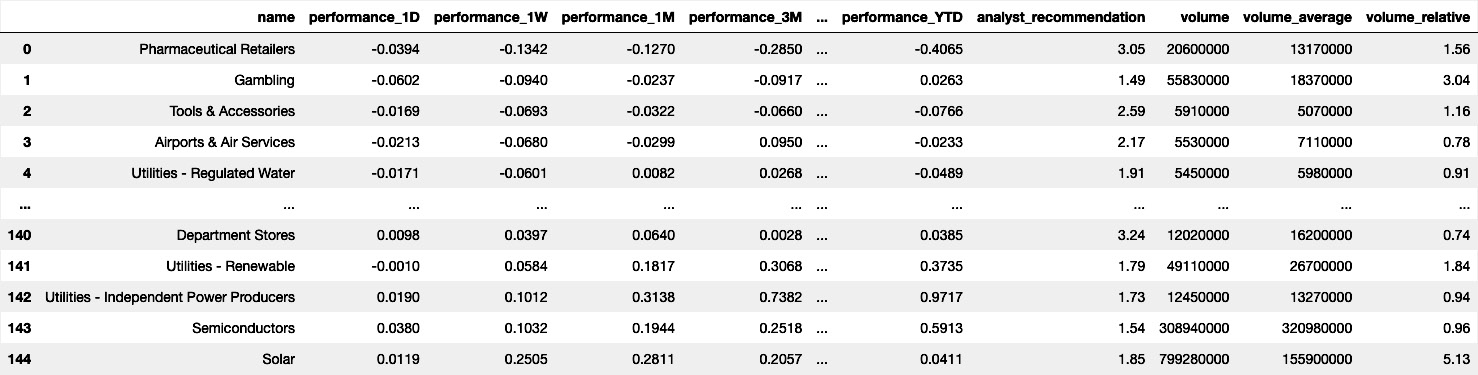 name performance_1D performance_1W performance_1M performance_3M ... performance_YTD analyst_recommendation volume volume_average volume_relative
0 Pharmaceutical Retailers -0.0394 -0.1342 -0.1270 -0.2850 ... -0.4065 3.05 20600000 13170000 1.56
1 Gambling -0.0602 -0.0940 -0.0237 -0.0917 ... 0.0263 1.49 55830000 18370000 3.04
2 Tools & Accessories -0.0169 -0.0693 -0.0322 -0.0660 ... -0.0766 2.59 5910000 5070000 1.16
3 Airports & Air Services -0.0213 -0.0680 -0.0299 0.0950 ... -0.0233 2.17 5530000 7110000 0.78
4 Utilities - Regulated Water -0.0171 -0.0601 0.0082 0.0268 ... -0.0489 1.91 5450000 5980000 0.91
... ... ... ... ... ... ... ... ... ... ... ...
140 Department Stores 0.0098 0.0397 0.0640 0.0028 ... 0.0385 3.24 12020000 16200000 0.74
141 Utilities - Renewable -0.0010 0.0584 0.1817 0.3068 ... 0.3735 1.79 49110000 26700000 1.84
142 Utilities - Independent Power Producers 0.0190 0.1012 0.3138 0.7382 ... 0.9717 1.73 12450000 13270000 0.94
143 Semiconductors 0.0380 0.1032 0.1944 0.2518 ... 0.5913 1.54 308940000 320980000 0.96
144 Solar 0.0119 0.2505 0.2811 0.2057 ... 0.0411 1.85 799280000 155900000 5.13